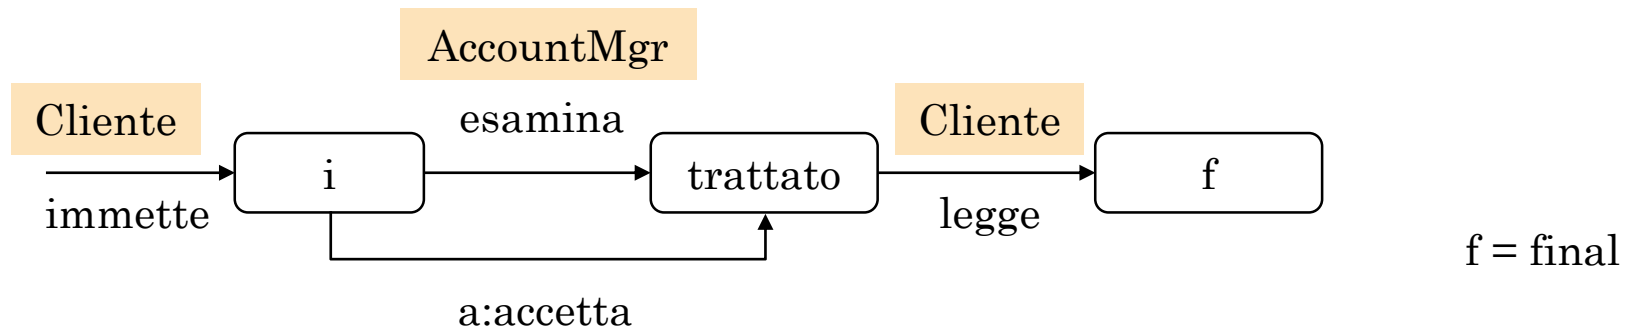 AccountMgr
Cliente
esamina
Cliente
i
trattato
f
immette
legge
f = final
a:accetta